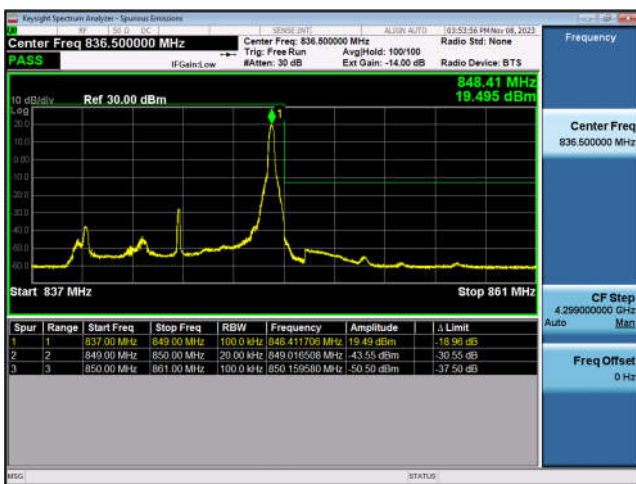 Keysight Spectrum Analyzer - Spurious Emissions
RF 50 Ω DC SENSE:INT ALIGN AUTO 03:53:56 PM Nov 08, 2023
Center Freq 836.500000 MHz Center Freq: 836.500000 MHz Radio Std: None
Trig: Free Run Avg|Hold: 100/100
PASS IFGain:Low #Atten: 30 dB Ext Gain: -14.00 dB Radio Device: BTS
848.41 MHz
19.495 dBm
10 dB/div Ref 30.00 dBm
Log
1
20.0
10.0
0.00
-10.0
-20.0
-30.0
-40.0
-50.0
-60.0
Start 837 MHz Stop 861 MHz
Spur Range Start Freq Stop Freq RBW Frequency Amplitude Δ Limit
1 1 837.00 MHz 849.00 MHz 100.0 kHz 848.411706 MHz 19.49 dBm -18.96 dB
2 2 849.00 MHz 850.00 MHz 20.00 kHz 849.016508 MHz -43.55 dBm -30.55 dB
3 3 850.00 MHz 861.00 MHz 100.0 kHz 850.159580 MHz -50.50 dBm -37.50 dB
MSG STATUS
Frequency
Center Freq
836.500000 MHz
CF Step
4.299000000 GHz
Auto Man
Freq Offset
0 Hz